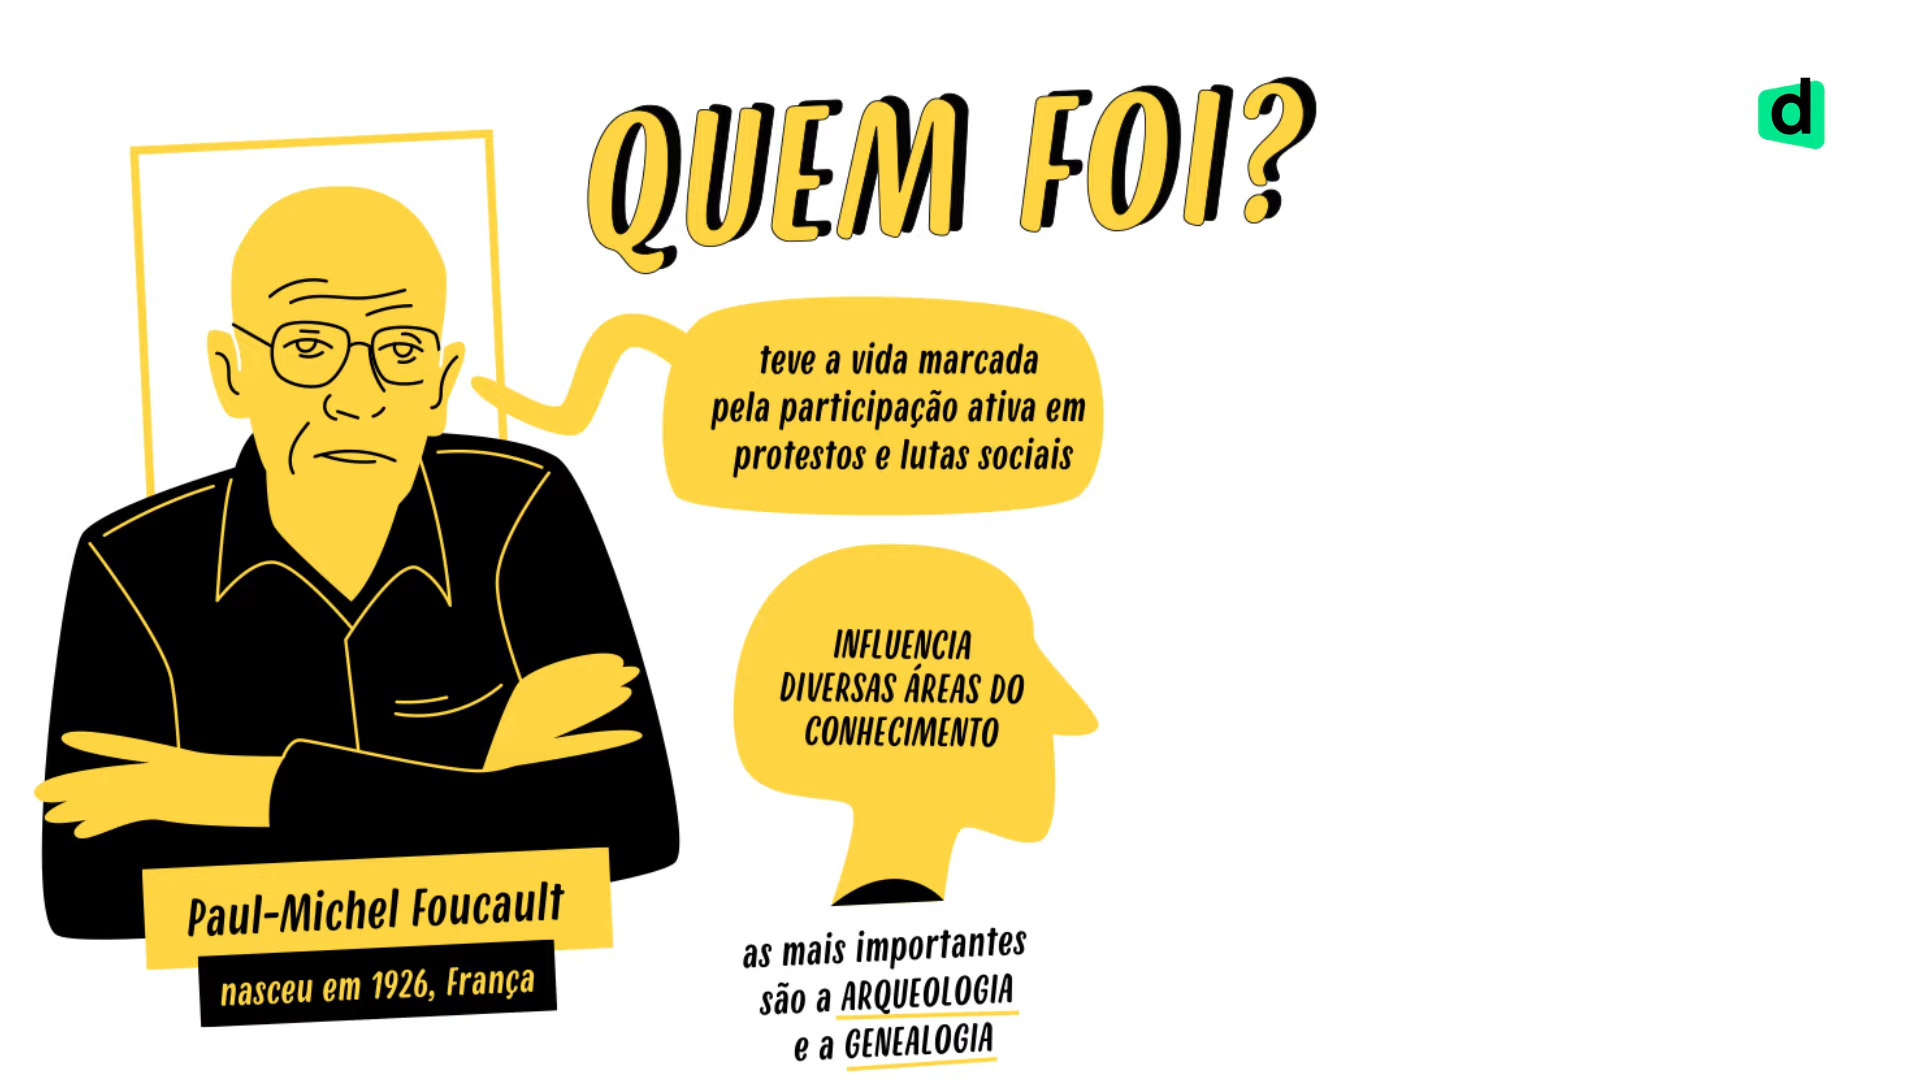 QUEM FOI?
d
teve a vida marcada
pela participação ativa em
protestos e lutas sociais
INFLUENCIA
DIVERSAS ÁREAS DO
CONHECIMENTO
as mais importantes
são a ARQUEOLOGIA
e a GENEALOGIA
Paul-Michel Foucault
nasceu em 1926, França